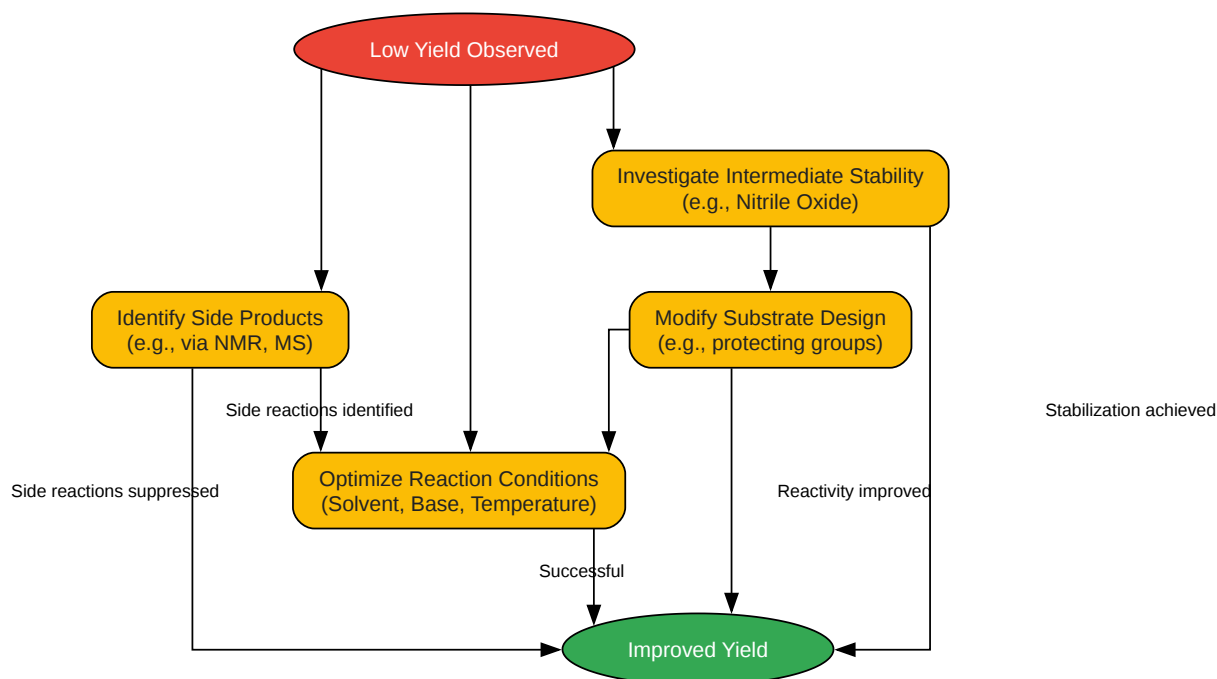 Low Yield Observed
Investigate Intermediate Stability
(e.g., Nitrile Oxide)
Identify Side Products
(e.g., via NMR, MS)
Modify Substrate Design
(e.g., protecting groups)
Side reactions identified
Stabilization achieved
Optimize Reaction Conditions
(Solvent, Base, Temperature)
Side reactions suppressed
Reactivity improved
Successful
Improved Yield